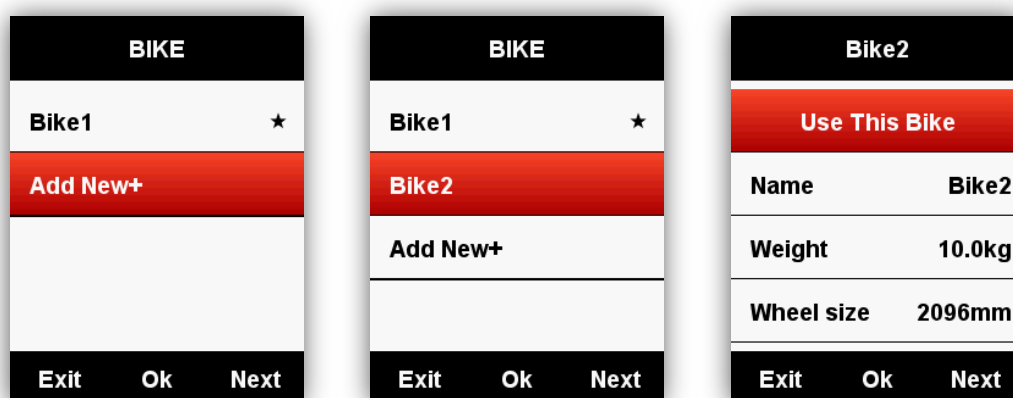 BIKE
Bike1 ★
Add New+
Exit Ok Next
BIKE
Bike1 ★
Bike2
Add New+
Exit Ok Next
Bike2
Use This Bike
Name Bike2
Weight 10.0kg
Wheel size 2096mm
Exit Ok Next